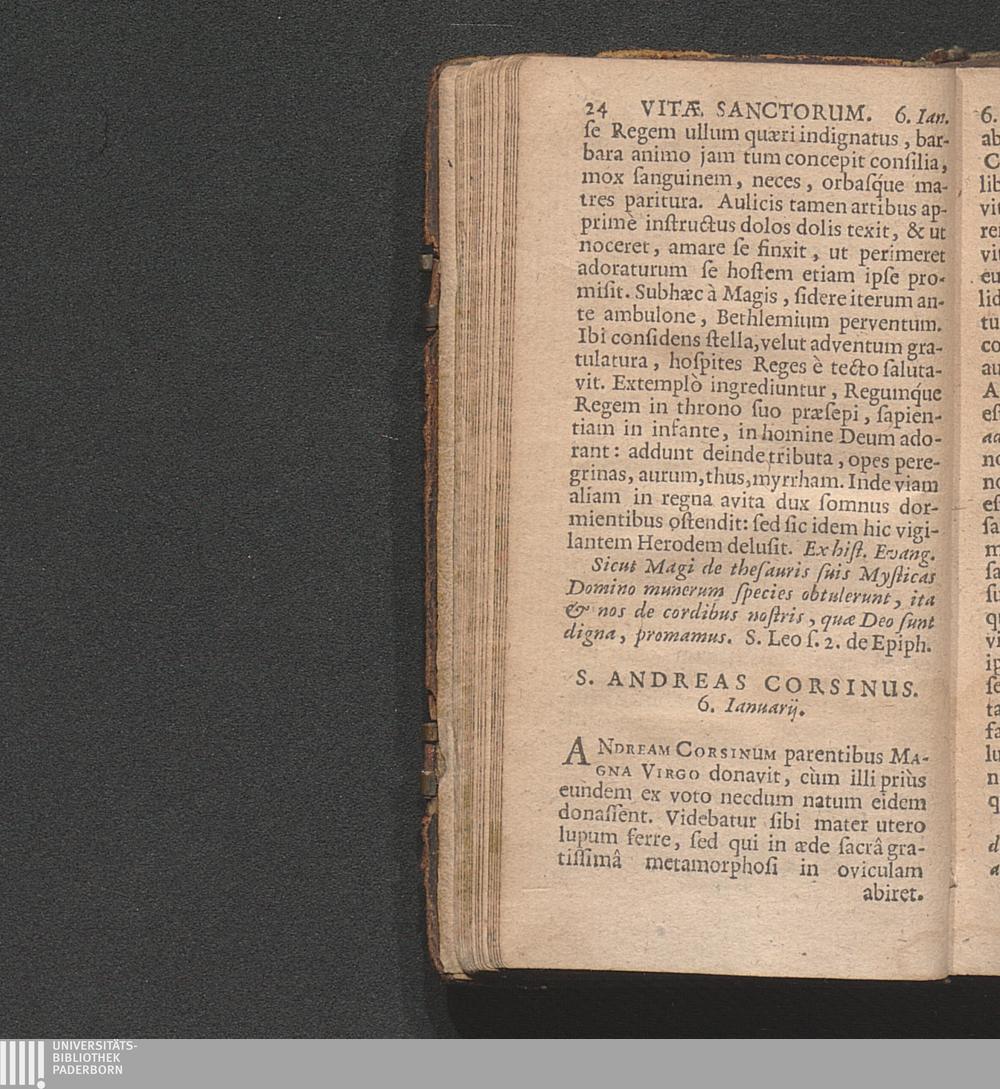 24 VITÆ SANCTORUM. 6. Ian.
ſe Regem ullum quæri indignatus, bar-
bara animo jam tum concepit conſilia,
mox ſanguinem, neces, orbaſq́ue ma-
tres paritura. Aulicis tamen artibus ap-
primè inſtructus dolos dolis texit, & ut
noceret, amare ſe finxit, ut perimeret
adoraturum ſe hoſtem etiam ipſe pro-
miſit. Subhæc à Magis, ſidere iterum an-
te ambulone, Bethlemium perventum.
Ibi conſidens ſtella, velut adventum gra-
tulatura, hoſpites Reges è tecto ſaluta-
vit. Extemplò ingrediuntur, Regumq́ue
Regem in throno ſuo præſepi, ſapien-
tiam in infante, in homine Deum ado-
rant: addunt deinde tributa, opes pere-
grinas, aurum, thus, myrrham. Inde viam
aliam in regna avita dux ſomnus dor-
mientibus oſtendit: ſed ſic idem hic vigi-
lantem Herodem deluſit. Ex hiſt. Evang.
Sicut Magi de theſauris ſuis Myſticas
Domino munerum ſpecies obtulerunt, ita
& nos de cordibus noſtris, quæ Deo ſunt
digna, promamus. S. Leo ſ. 2. de Epiph.
S. ANDREAS CORSINUS.
6. Ianuarij.
ANDREAM CORSINUM parentibus MA-
GNA VIRGO donavit, cùm illi priùs
eundem ex voto necdum natum eidem
donaſſent. Videbatur ſibi mater utero
lupum ferre, ſed qui in æde ſacrâ gra-
tiſſimâ metamorphoſi in oviculam
abiret.
UNIVERSITÄTS-
BIBLIOTHEK
PADERBORN